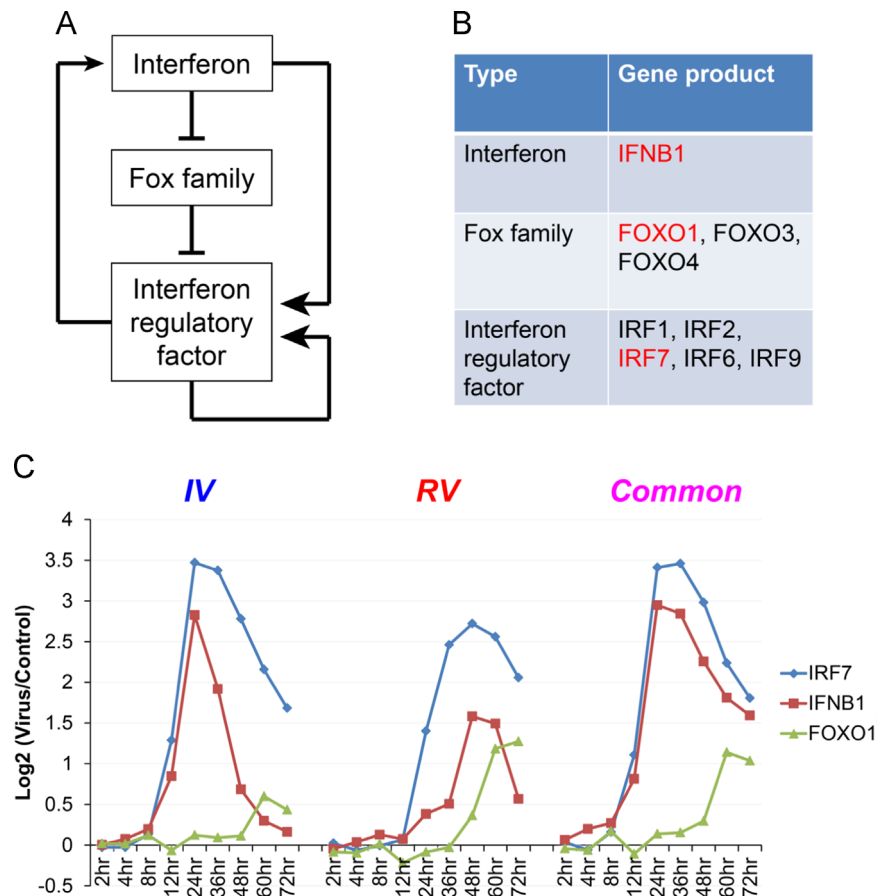 A
Interferon
Fox family
Interferon
regulatory
factor
B
Type Gene product
Interferon IFNB1
Fox family FOXO1, FOXO3,
FOXO4
Interferon IRF1, IRF2,
regulatory IRF7, IRF6, IRF9
factor
C
IV RV Common
Log2 (Virus/Control)
4
3.5
3
2.5
2
1.5
1
0.5
0
-0.5
2hr 4hr 8hr 12hr 24hr 36hr 48hr 60hr 72hr 2hr 4hr 8hr 12hr 24hr 36hr 48hr 60hr 72hr 2hr 4hr 8hr 12hr 24hr 36hr 48hr 60hr 72hr
IRF7
IFNB1
FOXO1